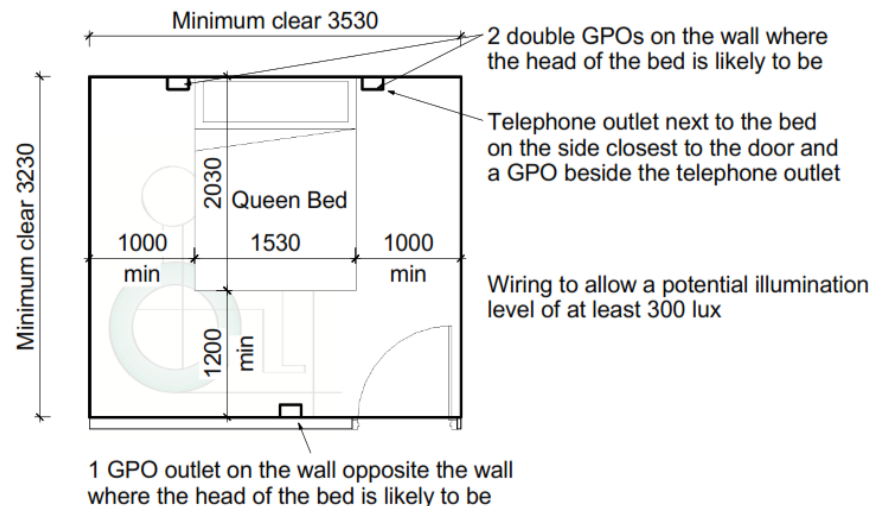 Minimum clear 3530
2 double GPOs on the wall where
the head of the bed is likely to be
Telephone outlet next to the bed
on the side closest to the door and
a GPO beside the telephone outlet
Minimum clear 3230
2030
Queen Bed
1000
min
1530
1000
min
Wiring to allow a potential illumination
level of at least 300 lux
1200
min
1 GPO outlet on the wall opposite the wall
where the head of the bed is likely to be